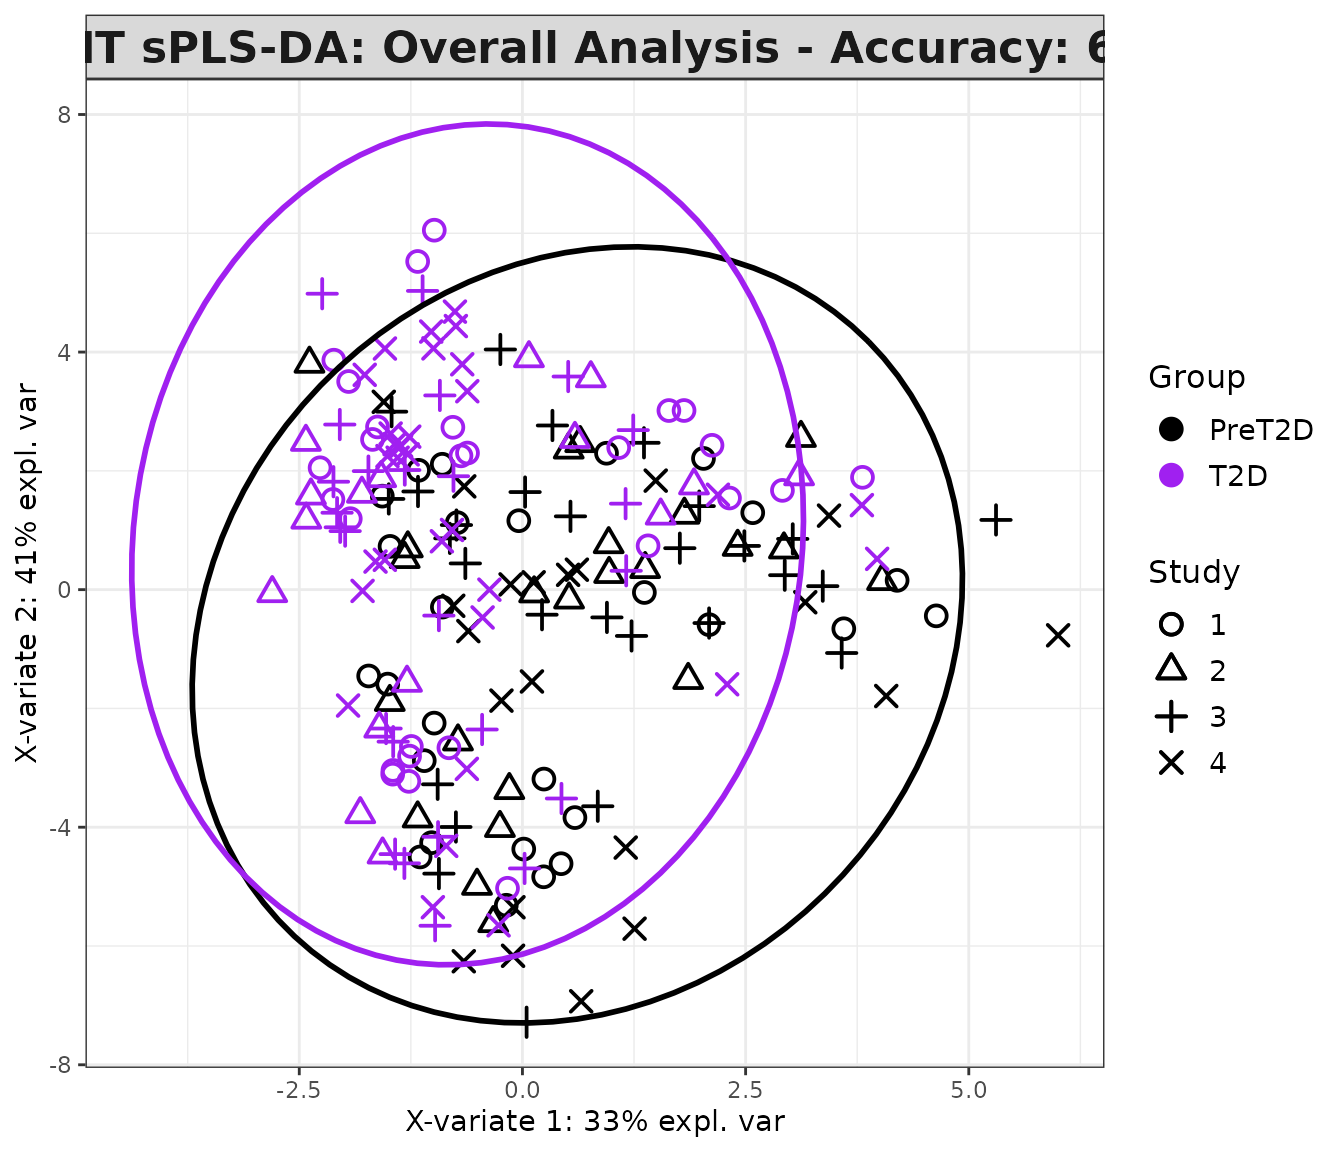 IT sPLS-DA: Overall Analysis - Accuracy: 6
8
4
0
-4
-8
-2.5 0.0 2.5 5.0
X-variate 1: 33% expl. var
X-variate 2: 41% expl. var
Group
PreT2D
T2D
Study
1
2
3
4